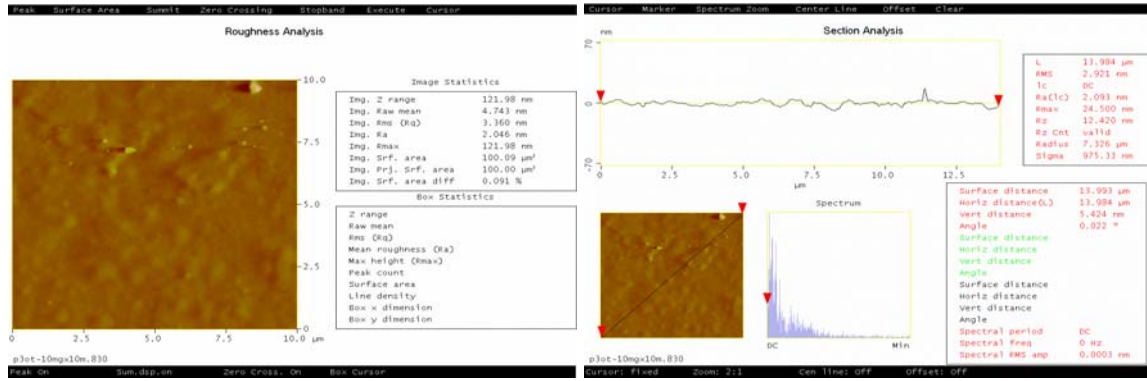 Peak Surface Area Summit Zero Crossing Stopband Execute Cursor
Roughness Analysis
Image Statistics
Img. Z range 121.98 nm
Img. Raw mean 4.743 nm
Img. Rms (Rq) 3.360 nm
Img. Ra 2.046 nm
Img. Rmax 121.98 nm
Img. Srf. area 100.09 µm²
Img. Prj. Srf. area 100.00 µm²
Img. Srf. area diff 0.091 %
Box Statistics
Z range
Raw mean
Rms (Rq)
Mean roughness (Ra)
Max height (Rmax)
Peak count
Surface area
Line density
Box x dimension
Box y dimension
10.0
7.5
5.0
2.5
0
0 2.5 5.0 7.5 10.0
µm
p3ot-10mgx10m.830
Peak On Sum.dsp.on Zero Cross. On Box Cursor
Cursor Marker Spectrum Zoom Center Line Offset Clear
Section Analysis
nm
70
0
-70
0 2.5 5.0 7.5 10.0 12.5
µm
L 13.984 µm
RMS 2.921 nm
lc DC
Ra(lc) 2.093 nm
Rmax 24.500 nm
Rz 12.420 nm
Rz Cnt valid
Radius 7.326 µm
Sigma 975.33 nm
Spectrum
DC Min
Surface distance 13.993 µm
Horiz distance(L) 13.984 µm
Vert distance 5.424 nm
Angle 0.022 °
Surface distance
Horiz distance
Vert distance
Angle
Surface distance
Horiz distance
Vert distance
Angle
Spectral period DC
Spectral freq 0 Hz
Spectral RMS amp 0.0003 nm
p3ot-10mgx10m.830
Cursor: fixed Zoom: 2:1 Cen line: Off Offset: Off